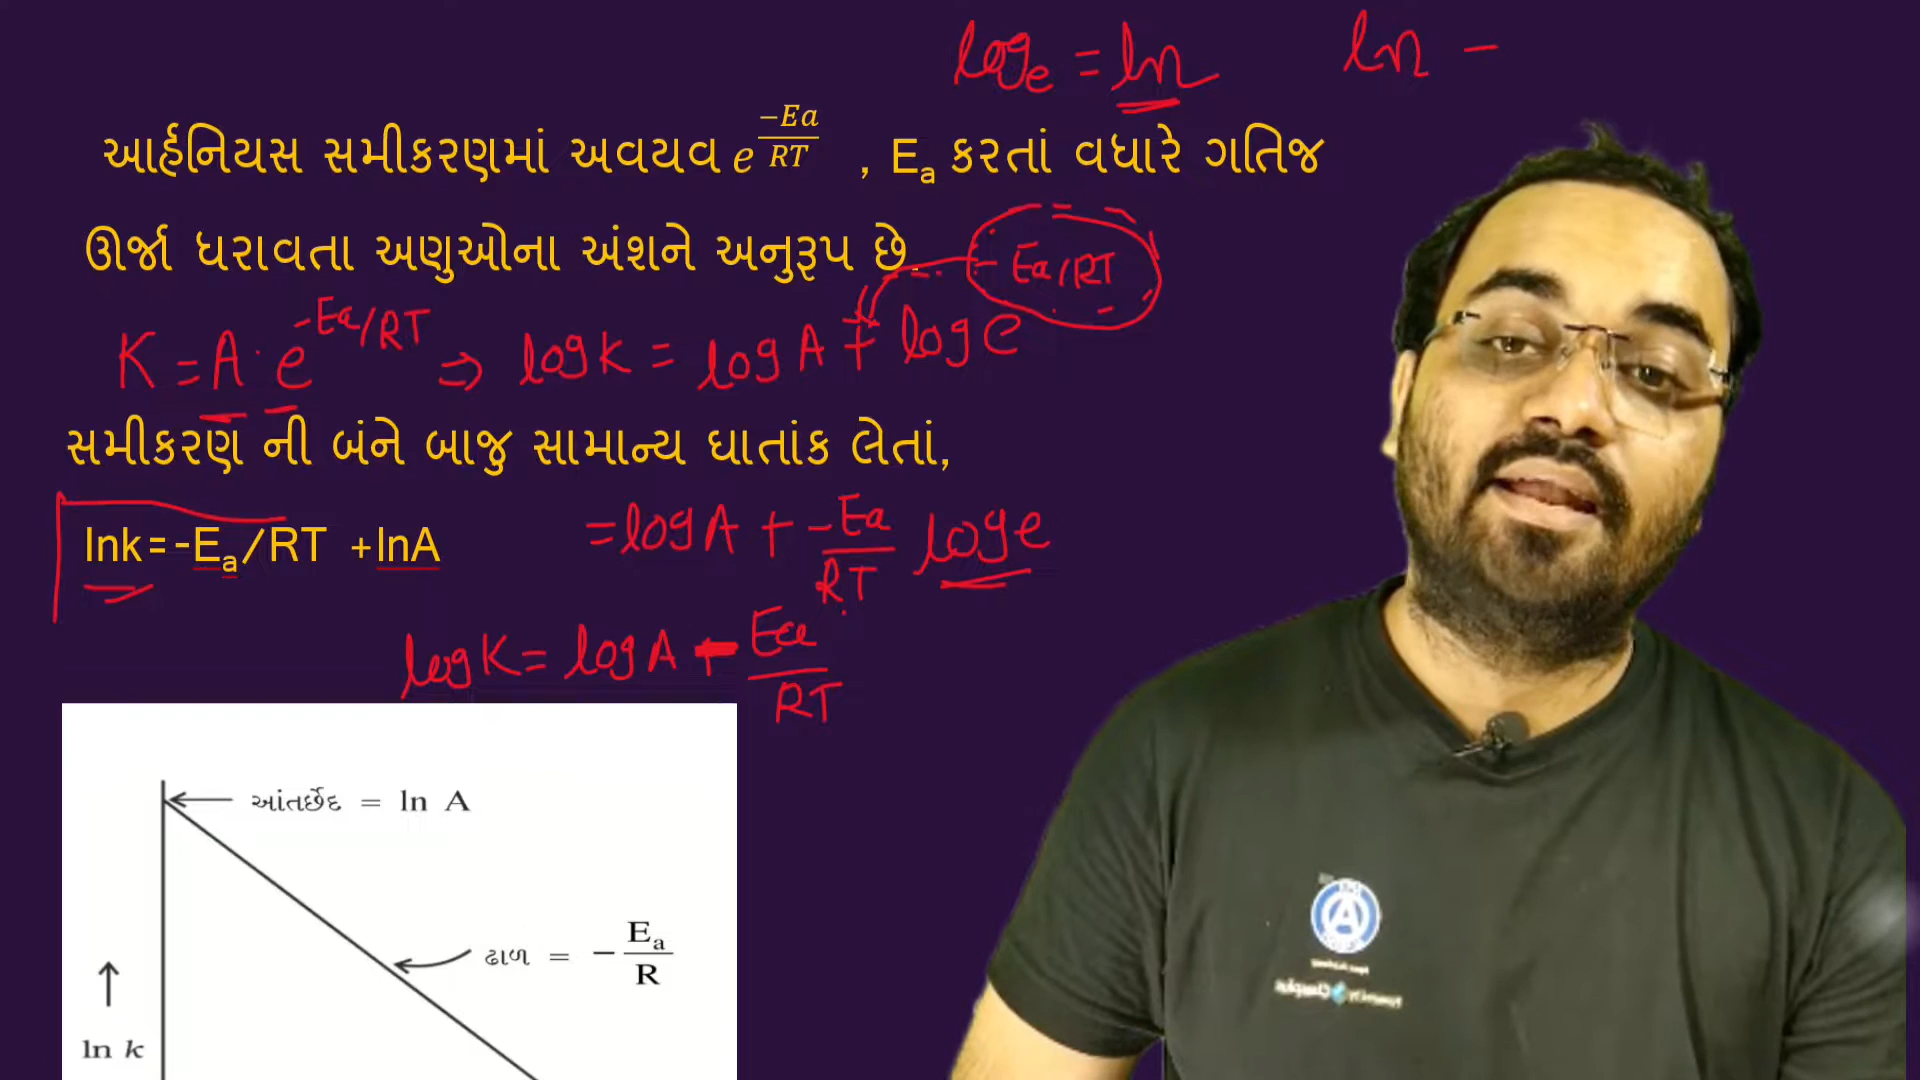 logₑ = ln ln –
આર્હેનિયસ સમીકરણમાં અવયવ e^(-Ea/RT) , Eₐ કરતાં વધારે ગતિજ
ઊર્જા ધરાવતા અણુઓના અંશને અનુરૂપ છે.
K = A · e^(-Ea/RT) ⇒ log K = log A + log e^(-Ea/RT)
સમીકરણ ની બંને બાજુ સામાન્ય ઘાતાંક લેતાં,
lnk=-Eₐ/RT +lnA
= log A + -Ea/RT log e
log K = log A - Ea/RT
આંતર્છેદ = ln A
ઢાળ = – Eₐ/R
↑
ln k